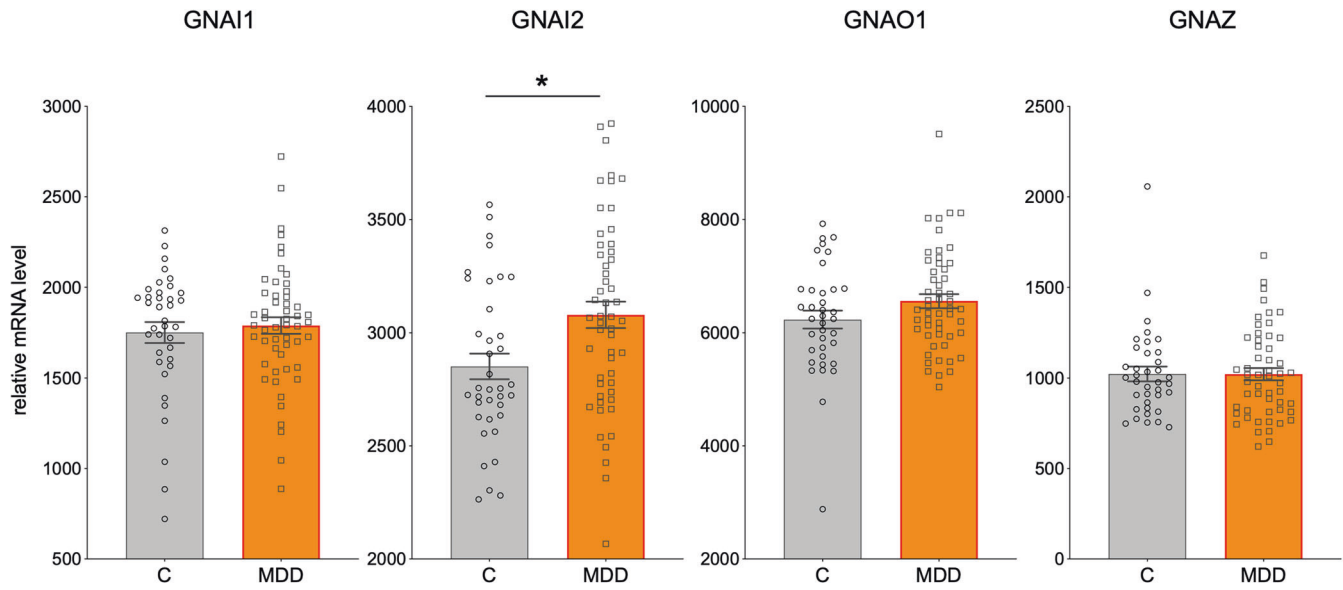 GNAI1 GNAI2 GNAO1 GNAZ
*
relative mRNA level
3000 4000 10000 2500
2500 3500 8000 2000
2000 3000 6000 1500
1500 2500 4000 1000
1000 2000 2000 500
500 0
C MDD C MDD C MDD C MDD